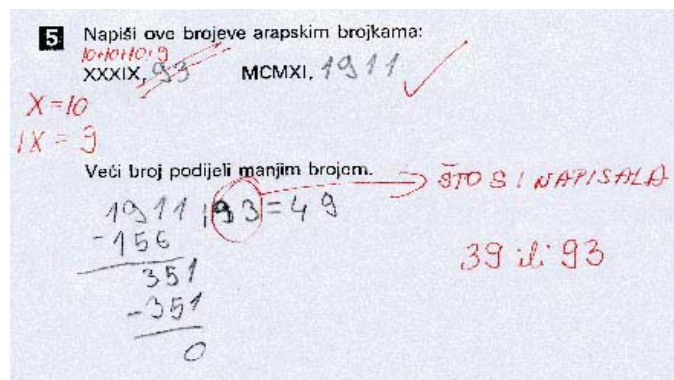 5 Napiši ove brojeve arapskim brojkama:
10+10+10+9
XXXIX, 93 MCMXI, 1911
X=10
IX = 9
Veći broj podijeli manjim brojem.
ŠTO SI NAPISALA
1911:93=49
-156
39 ili 93
351
-351
0